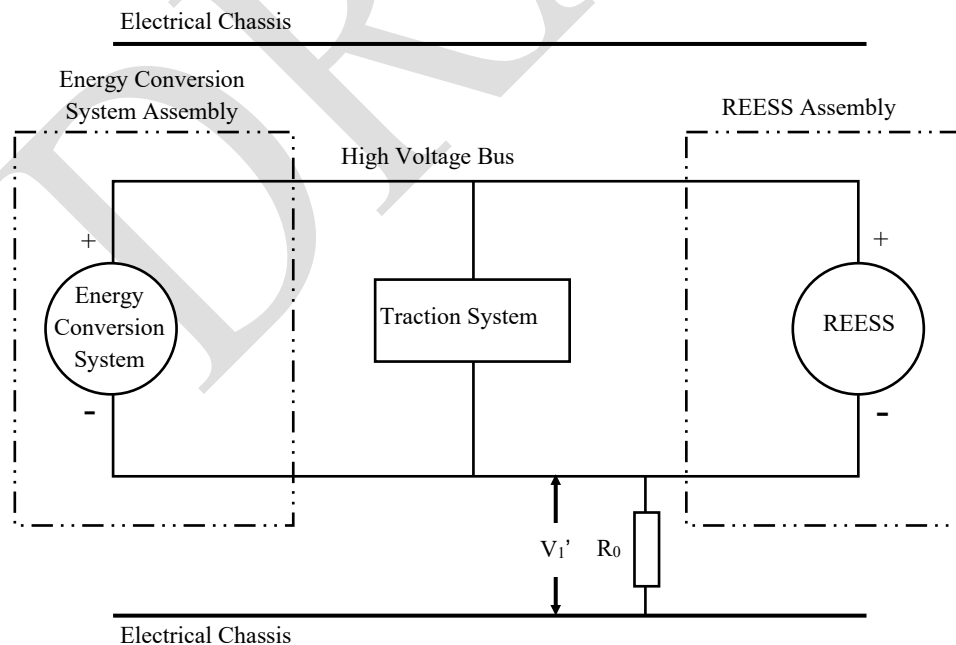 Electrical Chassis
Energy Conversion
System Assembly
REESS Assembly
High Voltage Bus
+
+
Energy
Conversion
System
Traction System
REESS
-
-
V₁’
R₀
Electrical Chassis